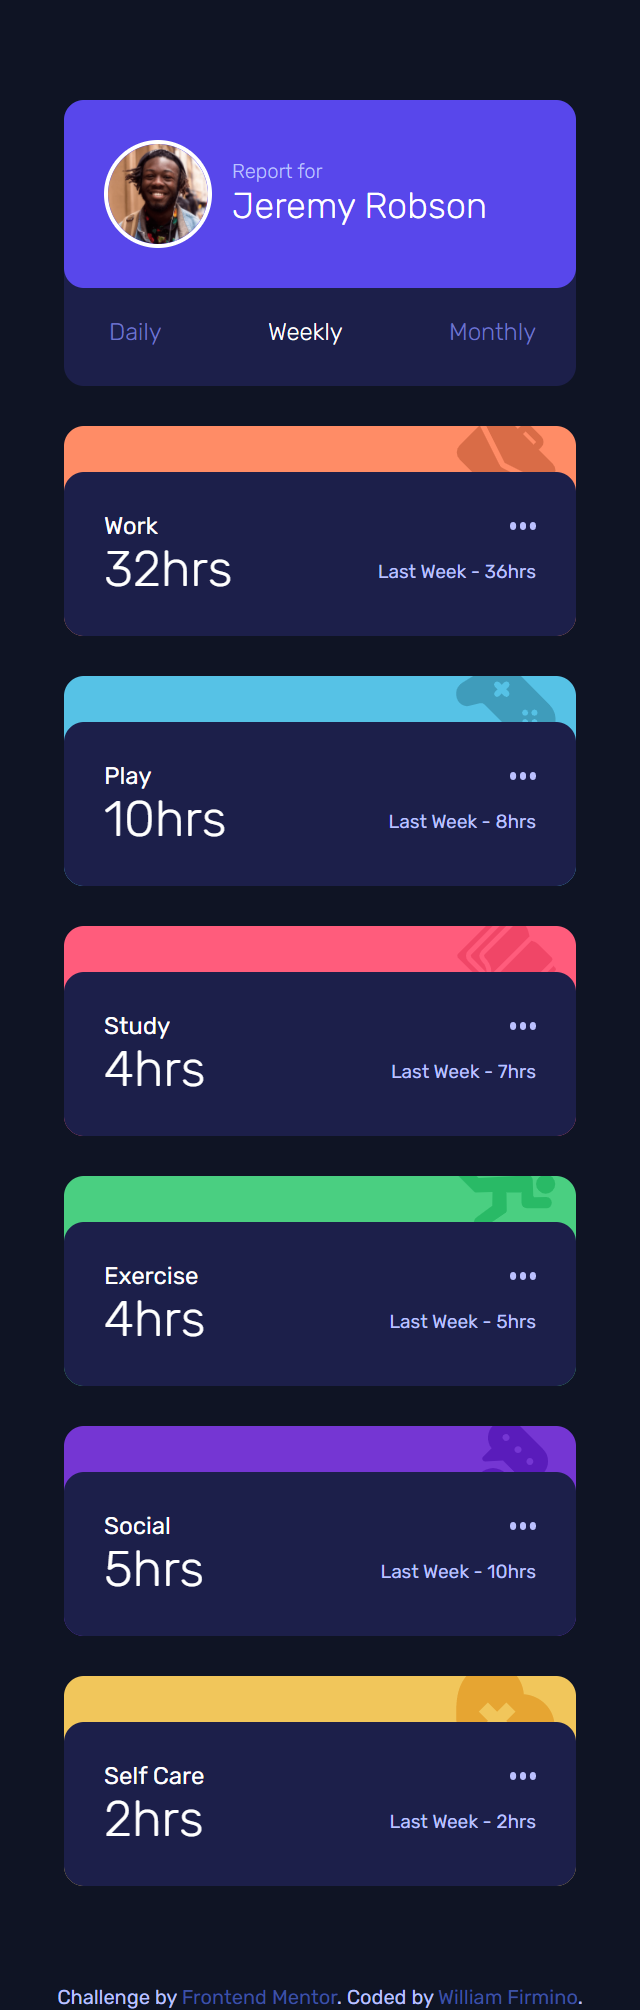 Report for
Jeremy Robson
Daily Weekly Monthly
Work
32hrs
Last Week - 36hrs
Play
10hrs
Last Week - 8hrs
Study
4hrs
Last Week - 7hrs
Exercise
4hrs
Last Week - 5hrs
Social
5hrs
Last Week - 10hrs
Self Care
2hrs
Last Week - 2hrs
Challenge by Frontend Mentor. Coded by William Firmino.